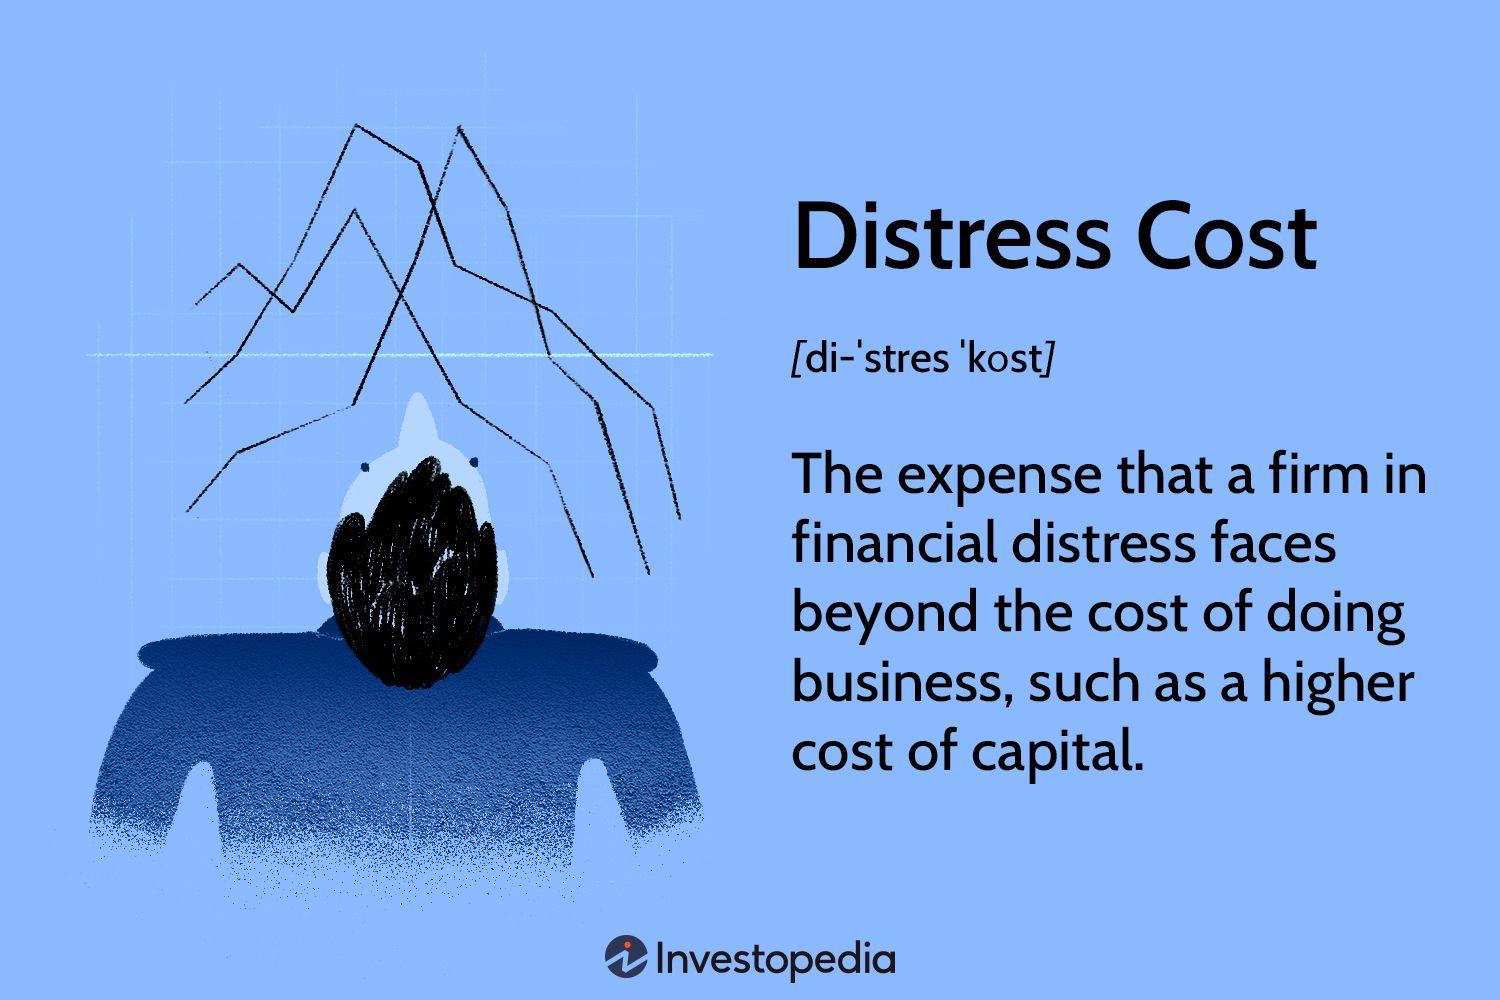 Distress Cost
[di-ˈstres ˈkost]
The expense that a firm in
financial distress faces
beyond the cost of doing
business, such as a higher
cost of capital.
Investopedia